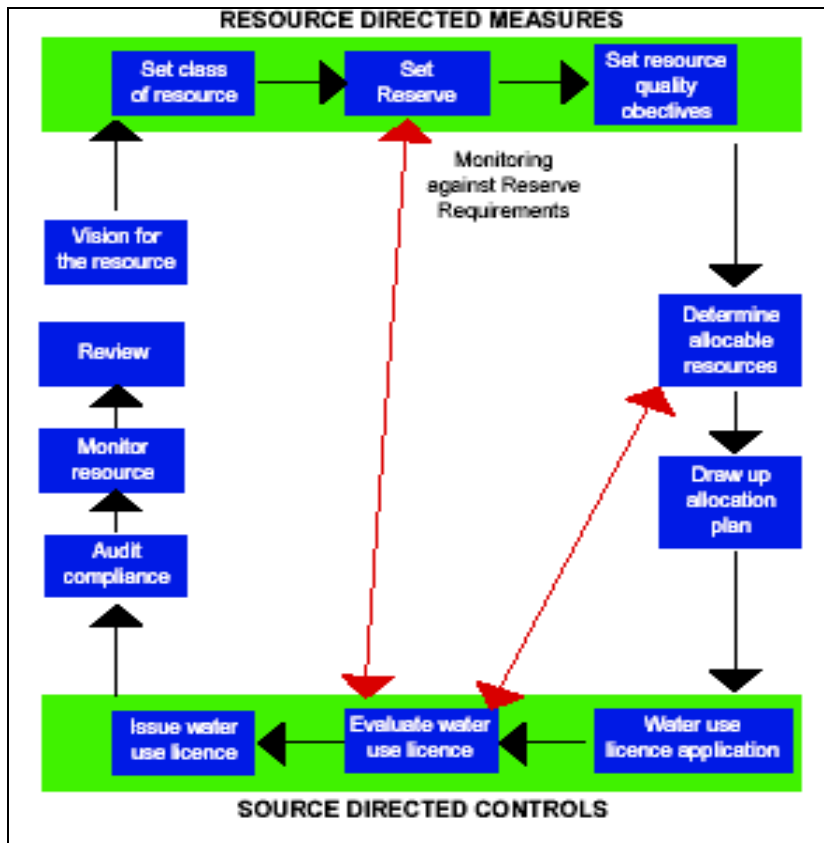 RESOURCE DIRECTED MEASURES
Set class
of resource
Set
Reserve
Set resource
quality
obectives
Monitoring
against Reserve
Requirements
Vision for
the resource
Determine
allocable
resources
Review
Monitor
resource
Draw up
allocation
plan
Audit
compliance
Issue water
use licence
Evaluate water
use licence
Water use
licence application
SOURCE DIRECTED CONTROLS